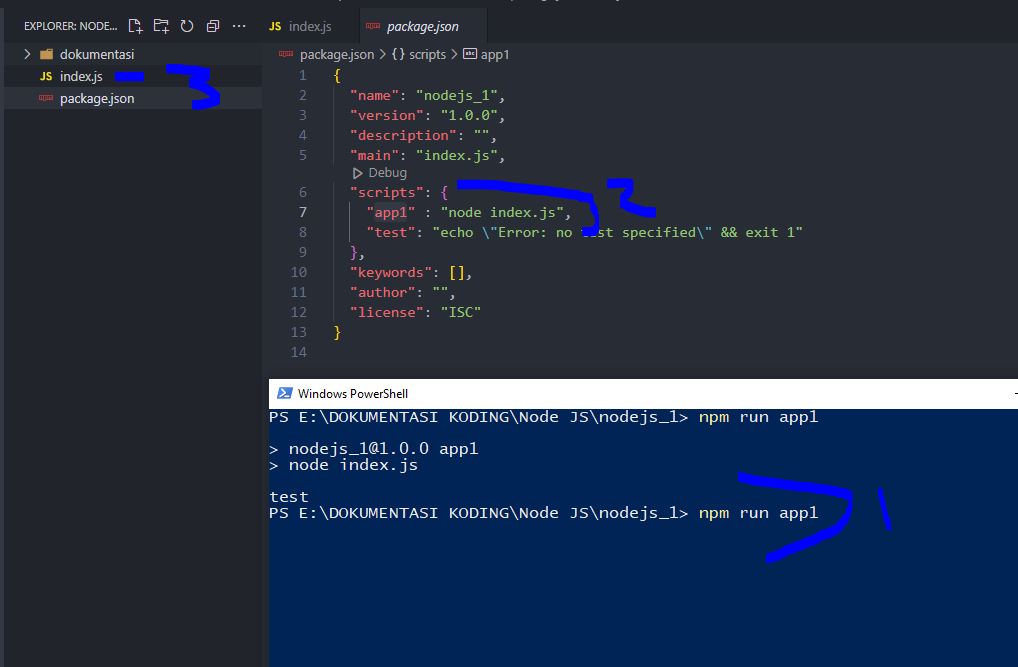 EXPLORER: NODE...
dokumentasi
JS index.js
package.json
3
JS index.js
package.json
package.json > {} scripts > abc app1
1 {
2 "name": "nodejs_1",
3 "version": "1.0.0",
4 "description": "",
5 "main": "index.js",
Debug
6 "scripts": {
7 "app1" : "node index.js",
8 "test": "echo \"Error: no test specified\" && exit 1"
9 },
10 "keywords": [],
11 "author": "",
12 "license": "ISC"
13 }
14
2
Windows PowerShell
PS E:\DOKUMENTASI KODING\Node JS\nodejs_1> npm run app1
> nodejs_1@1.0.0 app1
> node index.js
test
PS E:\DOKUMENTASI KODING\Node JS\nodejs_1> npm run app1
1